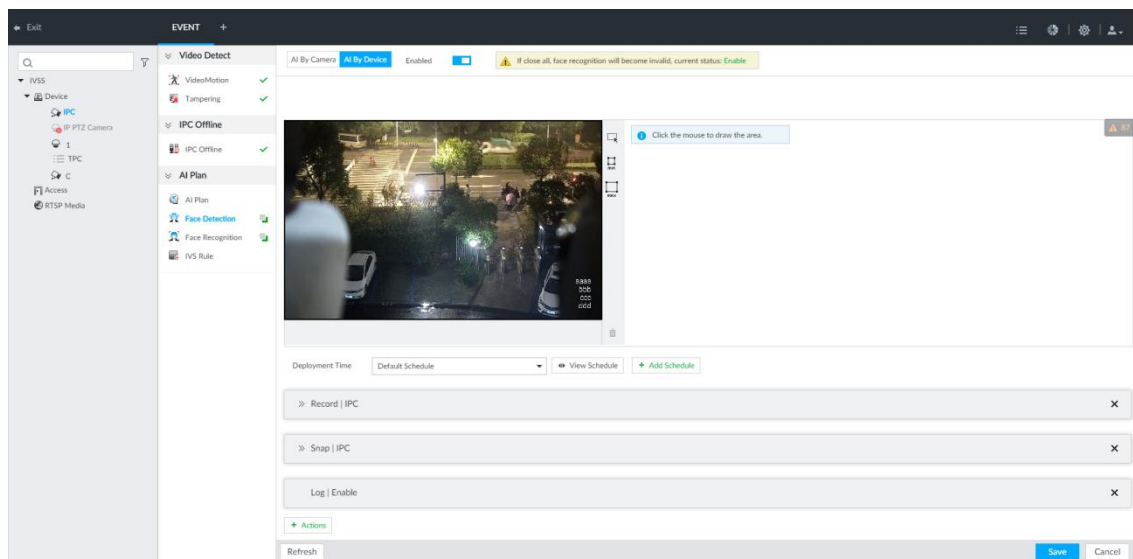 Exit
EVENT +
IVSS
Device
IPC
IP PTZ Camera
1
TPC
C
Access
RTSP Media
Video Detect
VideoMotion
Tampering
IPC Offline
IPC Offline
AI Plan
AI Plan
Face Detection
Face Recognition
IVS Rule
AI By Camera AI By Device Enabled
If close all, face recognition will become invalid, current status: Enable
aaaa
bbb
ccc
ddd
min
max
Click the mouse to draw the area.
87
Deployment Time Default Schedule View Schedule + Add Schedule
Record | IPC
Snap | IPC
Log | Enable
+ Actions
Refresh Save Cancel